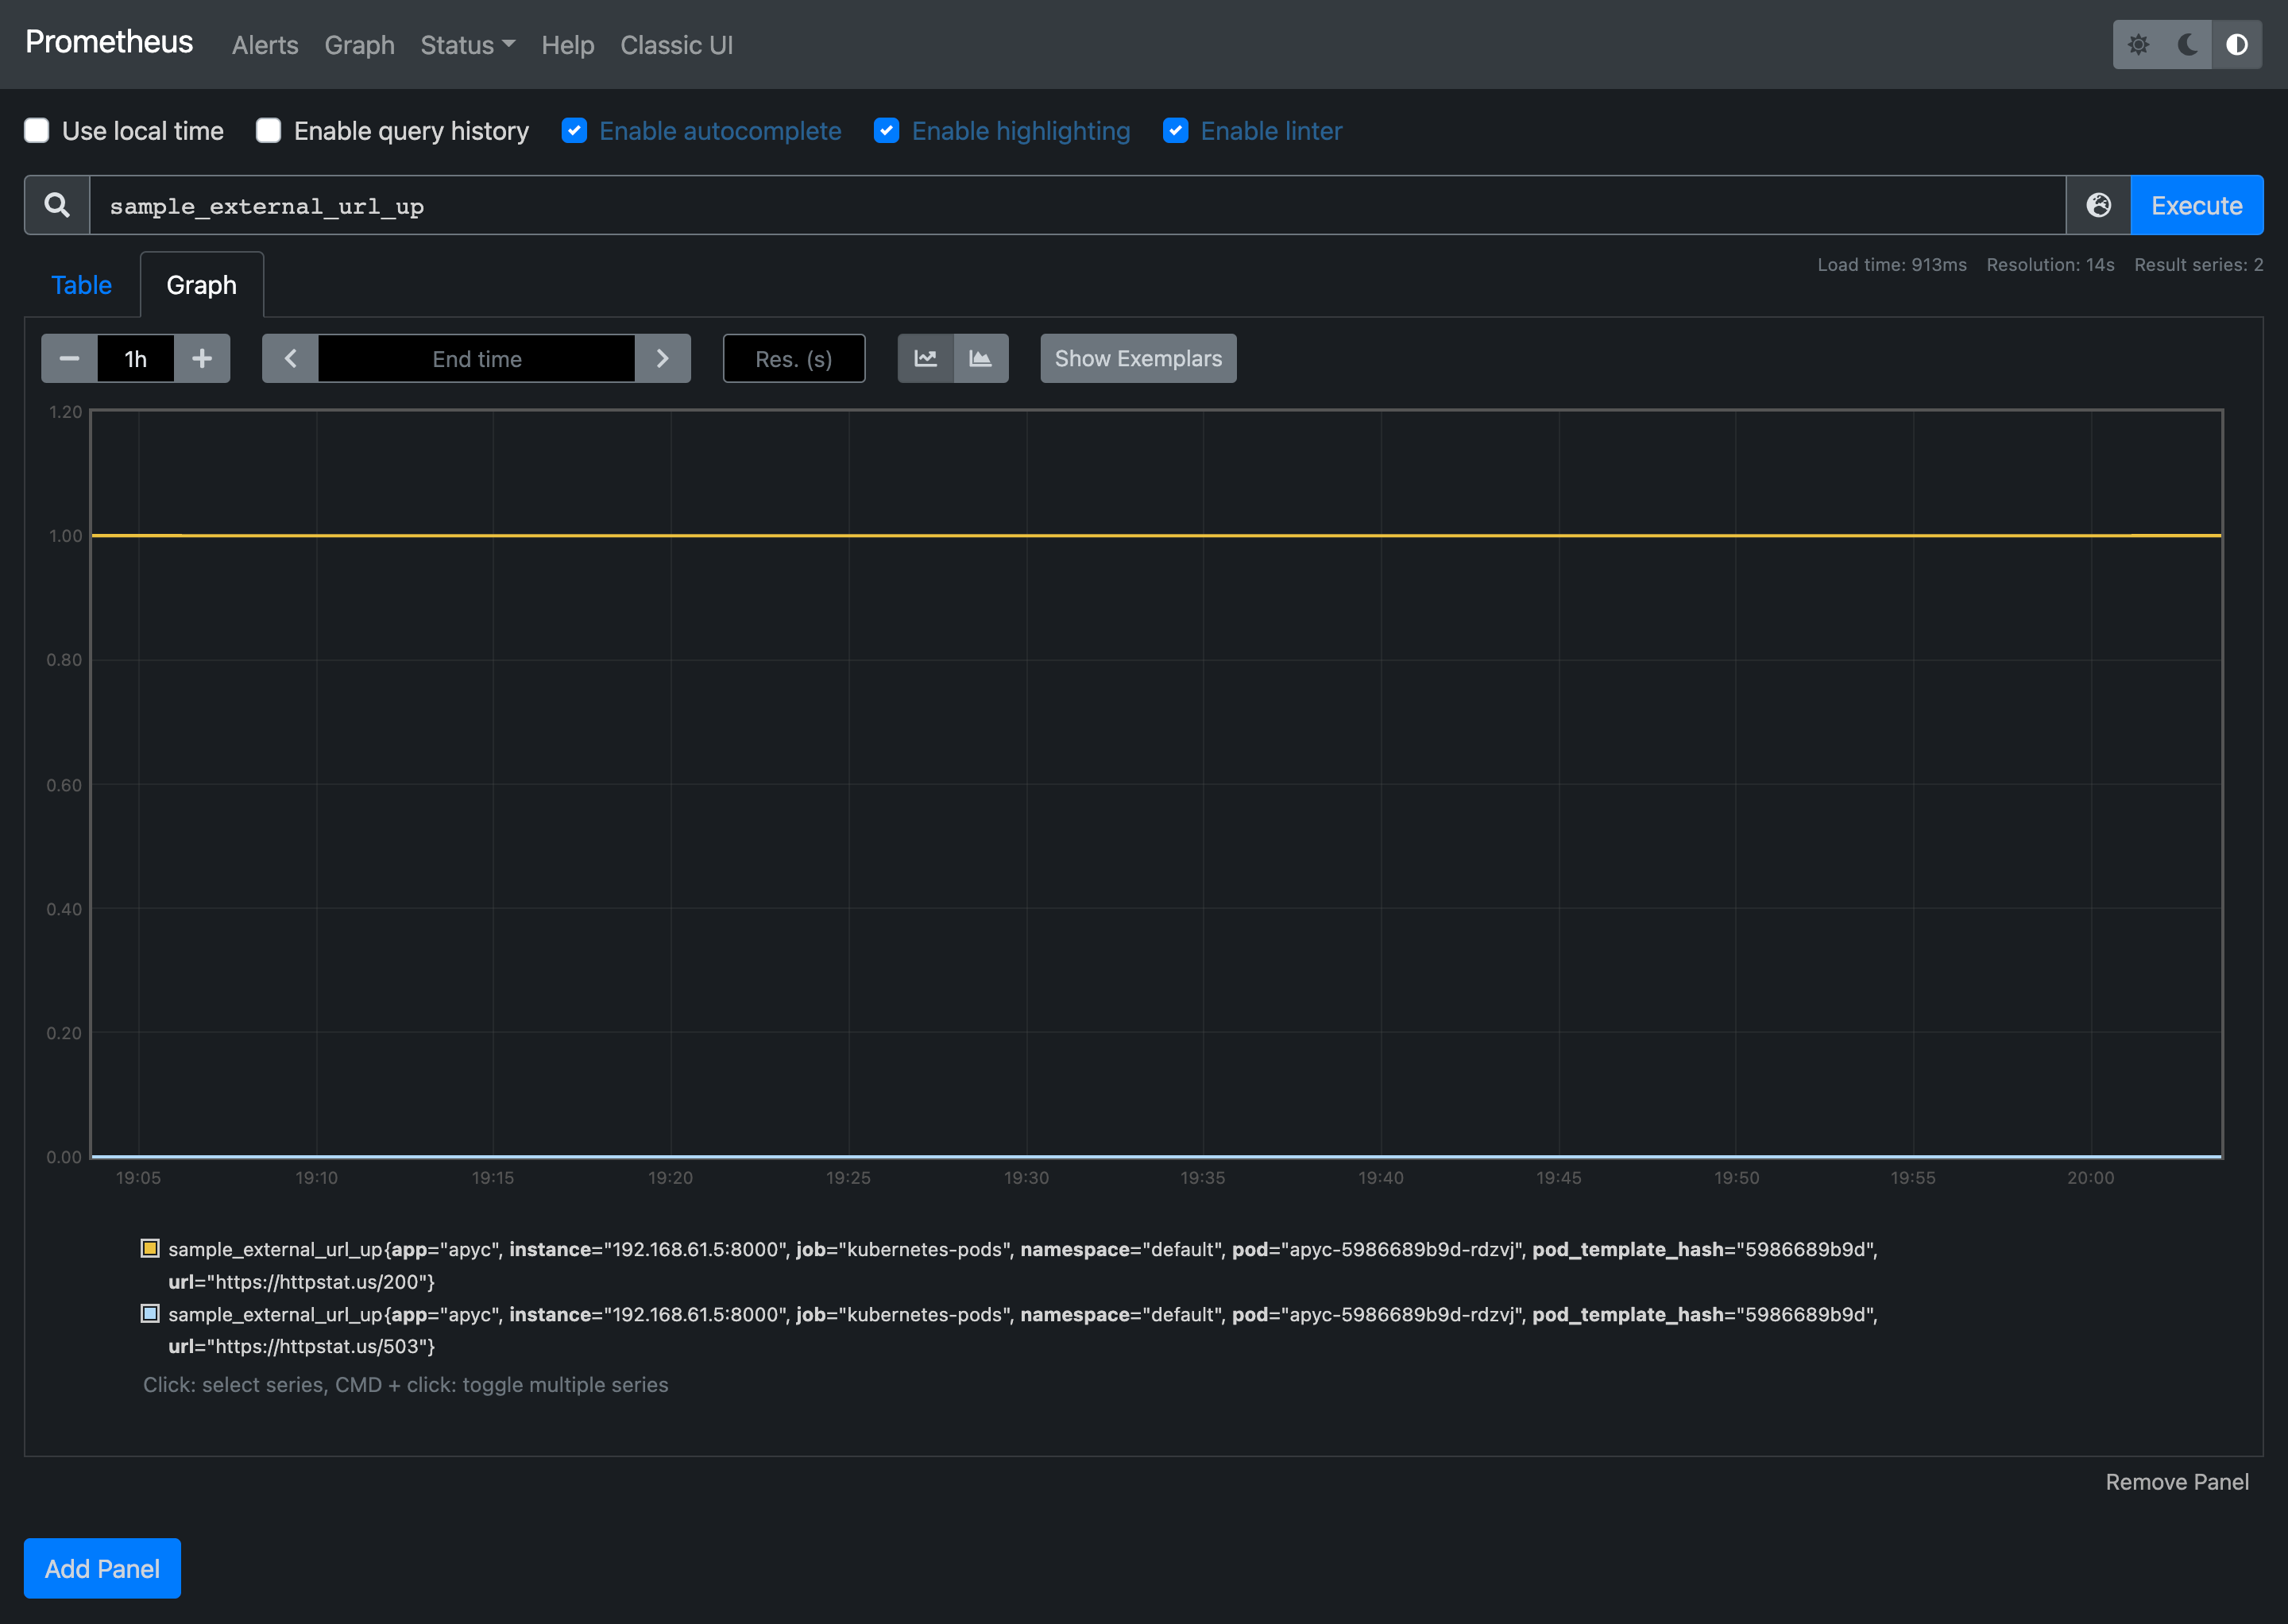 Prometheus Alerts Graph Status Help Classic UI
Use local time Enable query history Enable autocomplete Enable highlighting Enable linter
sample_external_url_up Execute
Table Graph Load time: 913ms Resolution: 14s Result series: 2
1h End time Res. (s) Show Exemplars
1.20
1.00
0.80
0.60
0.40
0.20
0.00
19:05 19:10 19:15 19:20 19:25 19:30 19:35 19:40 19:45 19:50 19:55 20:00
sample_external_url_up{app="apyc", instance="192.168.61.5:8000", job="kubernetes-pods", namespace="default", pod="apyc-5986689b9d-rdzvj", pod_template_hash="5986689b9d",
url="https://httpstat.us/200"}
sample_external_url_up{app="apyc", instance="192.168.61.5:8000", job="kubernetes-pods", namespace="default", pod="apyc-5986689b9d-rdzvj", pod_template_hash="5986689b9d",
url="https://httpstat.us/503"}
Click: select series, CMD + click: toggle multiple series
Remove Panel
Add Panel